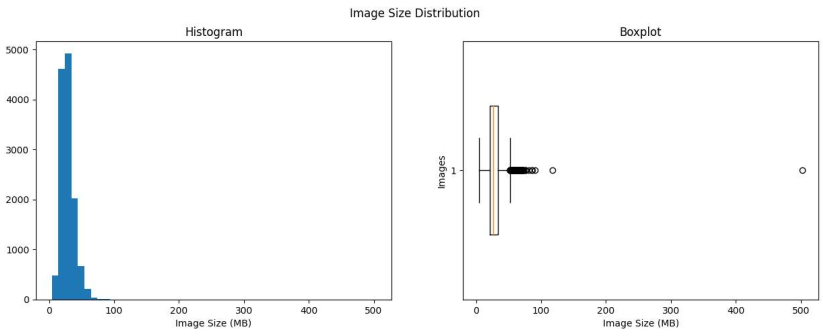 Image Size Distribution
Histogram
5000
4000
3000
2000
1000
0
0 100 200 300 400 500
Image Size (MB)
Boxplot
Images
1
0 100 200 300 400 500
Image Size (MB)